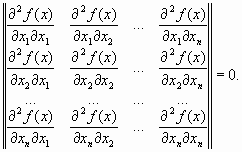 ∂²f(x)/∂x₁∂x₁ ∂²f(x)/∂x₁∂x₂ ... ∂²f(x)/∂x₁∂xₙ
∂²f(x)/∂x₂∂x₁ ∂²f(x)/∂x₂∂x₂ ... ∂²f(x)/∂x₂∂xₙ = 0.
... ... ... ...
∂²f(x)/∂xₙ∂x₁ ∂²f(x)/∂xₙ∂x₂ ... ∂²f(x)/∂xₙ∂xₙ